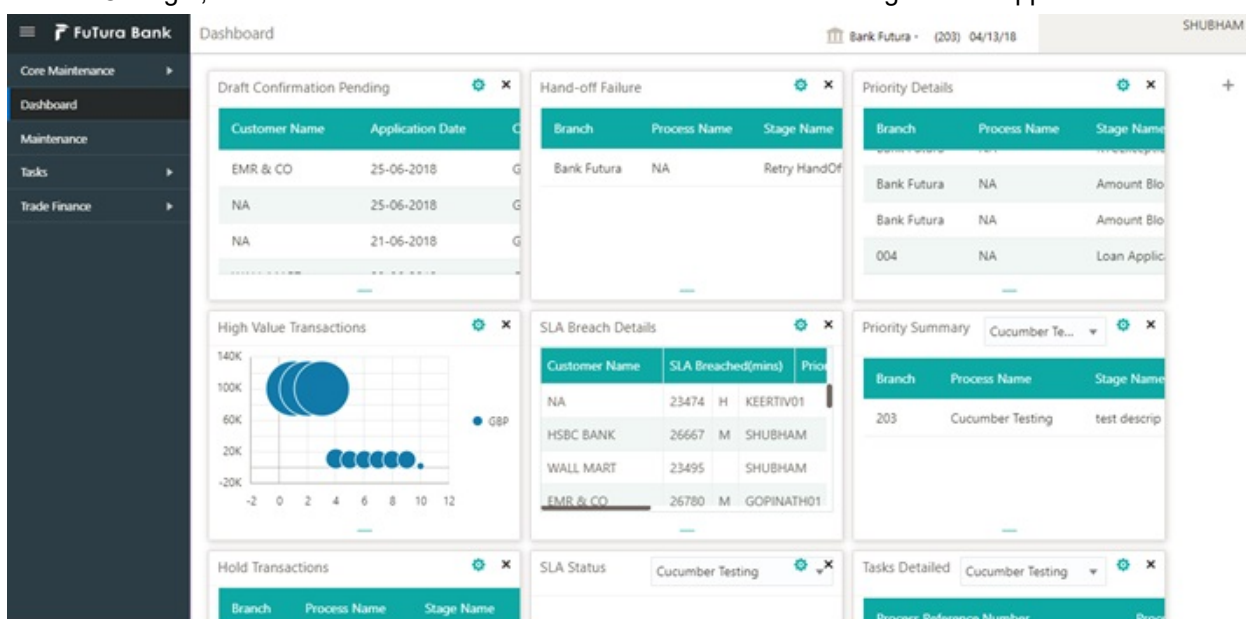 FuTura Bank
Dashboard
Bank Futura - (203) 04/13/18
SHUBHAM
Core Maintenance
Dashboard
Maintenance
Tasks
Trade Finance
Draft Confirmation Pending
Customer Name Application Date
EMR & CO 25-06-2018 G
NA 25-06-2018 G
NA 21-06-2018 G
Hand-off Failure
Branch Process Name Stage Name
Bank Futura NA Retry HandOf
Priority Details
Branch Process Name Stage Name
Bank Futura NA Amount Blo
Bank Futura NA Amount Blo
004 NA Loan Applic
High Value Transactions
140K
100K
60K
20K
-20K
-2 0 2 4 6 8 10 12
GBP
SLA Breach Details
Customer Name SLA Breached(mins) Prior
NA 23474 H KEERTIV01
HSBC BANK 26667 M SHUBHAM
WALL MART 23495 SHUBHAM
EMR & CO 26780 M GOPINATH01
Priority Summary Cucumber Te...
Branch Process Name Stage Name
203 Cucumber Testing test descrip
Hold Transactions
Branch Process Name Stage Name
SLA Status Cucumber Testing
Tasks Detailed Cucumber Testing
Process Reference Number Proce